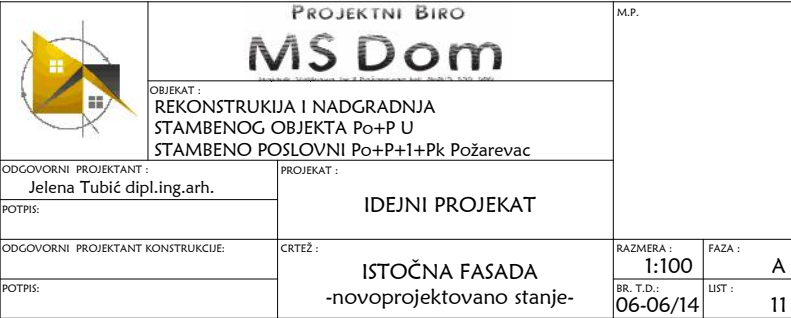 PROJEKTNI BIRO
MS Dom
M.P.
OBJEKAT :
REKONSTRUKIJA I NADGRADNJA
STAMBENOG OBJEKTA Po+P U
STAMBENO POSLOVNI Po+P+1+Pk Požarevac
ODGOVORNI PROJEKTANT :
Jelena Tubić dipl.ing.arh.
POTPIS:
PROJEKAT :
IDEJNI PROJEKAT
ODGOVORNI PROJEKTANT KONSTRUKCIJE:
POTPIS:
CRTEŽ :
ISTOČNA FASADA
-novoprojektovano stanje-
RAZMERA :
1:100
FAZA :
A
BR. T.D.:
06-06/14
LIST :
11